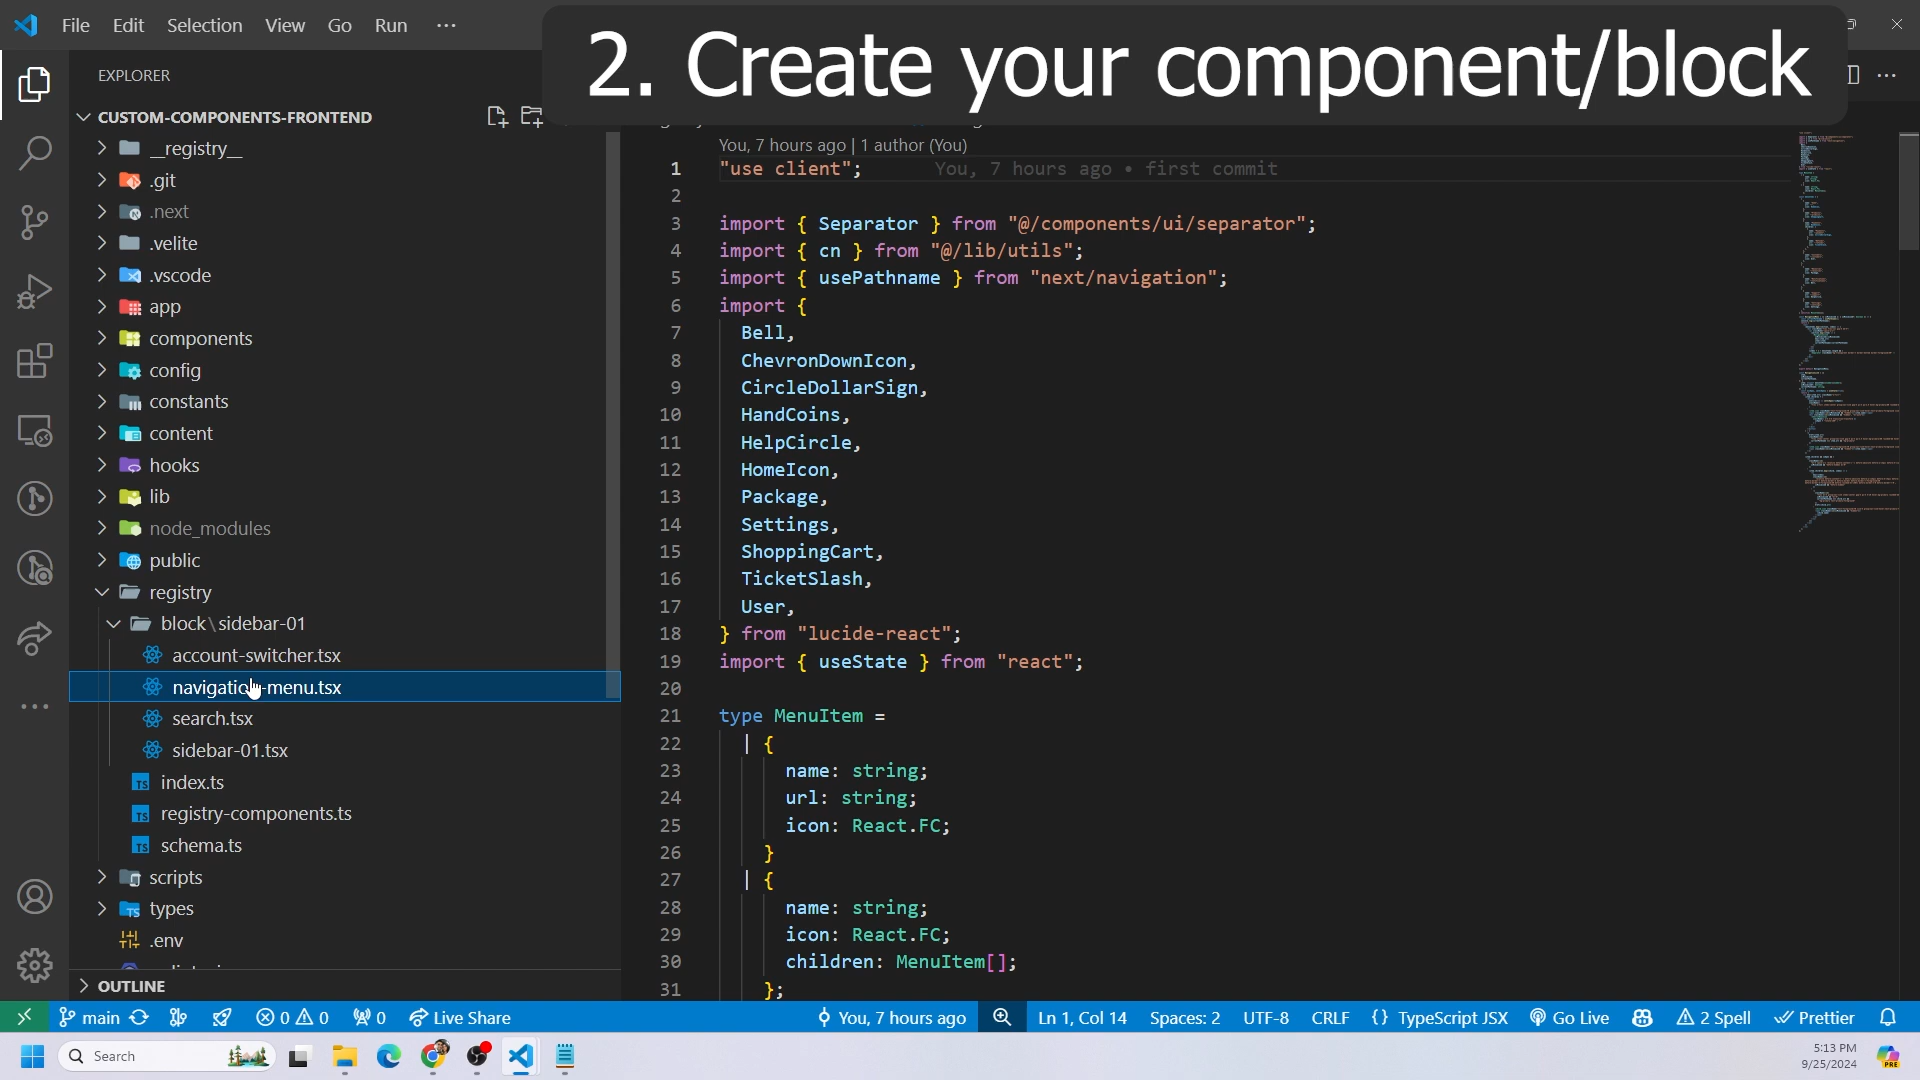 File Edit Selection View Go Run ···
2. Create your component/block
EXPLORER
CUSTOM-COMPONENTS-FRONTEND
__registry__
.git
.next
.velite
.vscode
app
components
config
constants
content
hooks
lib
node_modules
public
registry
block\sidebar-01
account-switcher.tsx
navigation-menu.tsx
search.tsx
sidebar-01.tsx
index.ts
registry-components.ts
schema.ts
scripts
types
.env
OUTLINE
You, 7 hours ago | 1 author (You)
1 "use client"; You, 7 hours ago • first commit
2
3 import { Separator } from "@/components/ui/separator";
4 import { cn } from "@/lib/utils";
5 import { usePathname } from "next/navigation";
6 import {
7 Bell,
8 ChevronDownIcon,
9 CircleDollarSign,
10 HandCoins,
11 HelpCircle,
12 HomeIcon,
13 Package,
14 Settings,
15 ShoppingCart,
16 TicketSlash,
17 User,
18 } from "lucide-react";
19 import { useState } from "react";
20
21 type MenuItem =
22 | {
23 name: string;
24 url: string;
25 icon: React.FC;
26 }
27 | {
28 name: string;
29 icon: React.FC;
30 children: MenuItem[];
31 };
main 0 0 0 Live Share You, 7 hours ago Ln 1, Col 14 Spaces: 2 UTF-8 CRLF {} TypeScript JSX Go Live 2 Spell Prettier
Search
5:13 PM
9/25/2024
PRE